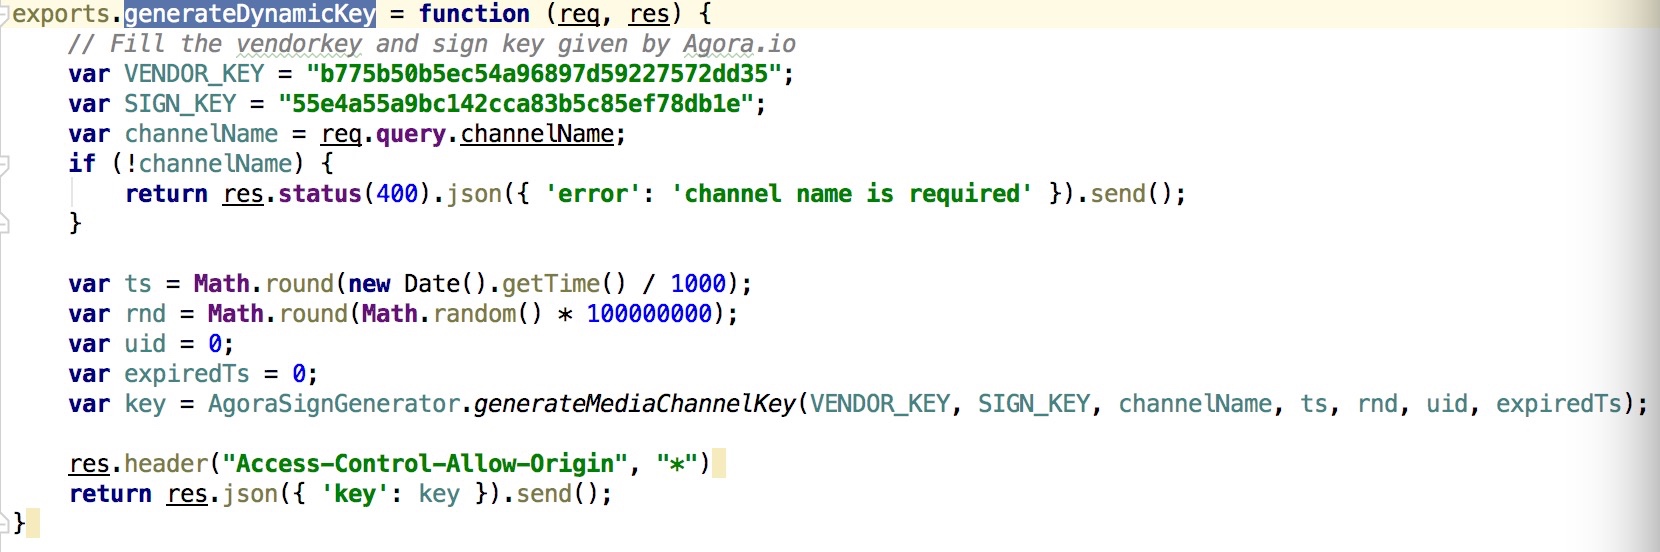 exports.generateDynamicKey = function (req, res) {
// Fill the vendorkey and sign key given by Agora.io
var VENDOR_KEY = "b775b50b5ec54a96897d59227572dd35";
var SIGN_KEY = "55e4a55a9bc142cca83b5c85ef78db1e";
var channelName = req.query.channelName;
if (!channelName) {
return res.status(400).json({ 'error': 'channel name is required' }).send();
}
var ts = Math.round(new Date().getTime() / 1000);
var rnd = Math.round(Math.random() * 100000000);
var uid = 0;
var expiredTs = 0;
var key = AgoraSignGenerator.generateMediaChannelKey(VENDOR_KEY, SIGN_KEY, channelName, ts, rnd, uid, expiredTs);
res.header("Access-Control-Allow-Origin", "*")
return res.json({ 'key': key }).send();
}